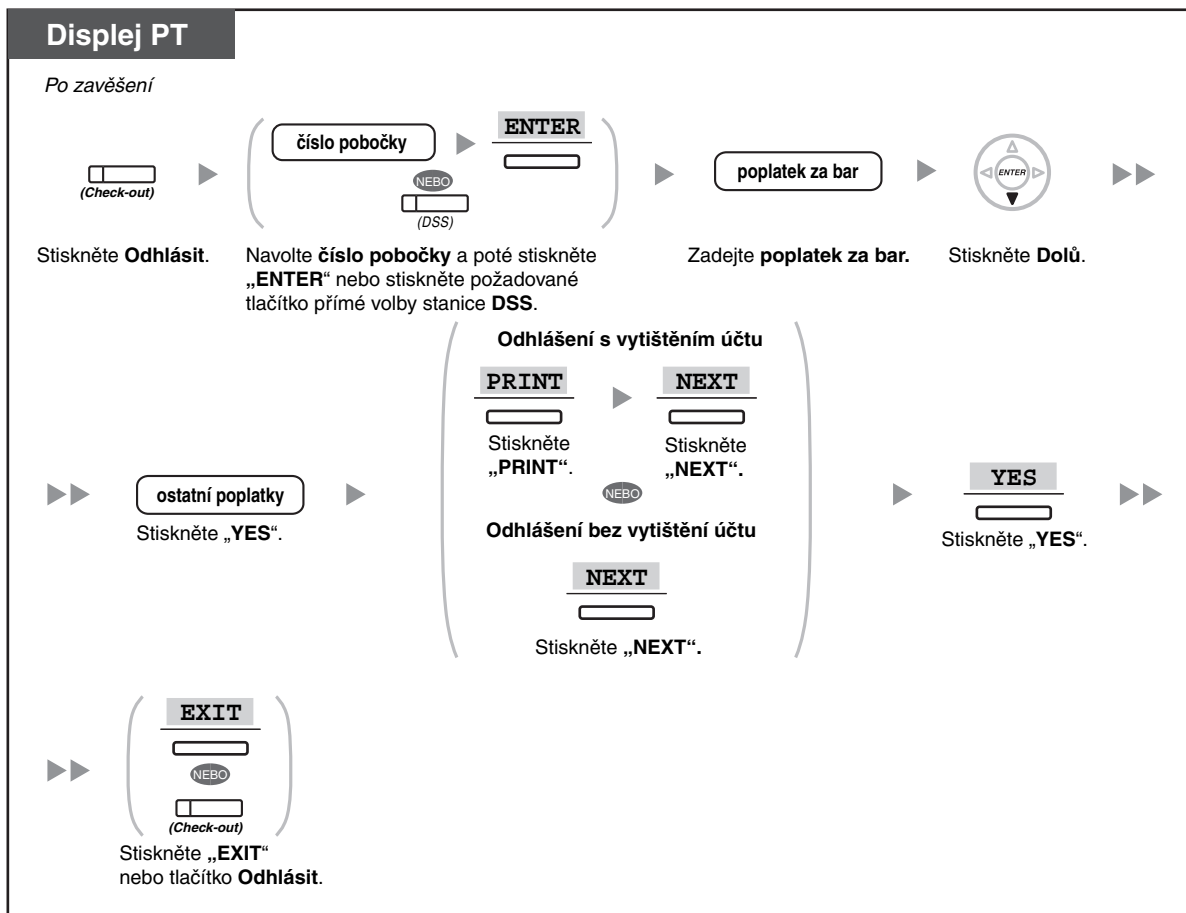 Displej PT
Po zavěšení
(Check-out)
Stiskněte Odhlásit.
číslo pobočky
ENTER
NEBO
(DSS)
Navolte číslo pobočky a poté stiskněte
„ENTER“ nebo stiskněte požadované
tlačítko přímé volby stanice DSS.
poplatek za bar
Zadejte poplatek za bar.
ENTER
Stiskněte Dolů.
ostatní poplatky
Stiskněte „YES“.
Odhlášení s vytištěním účtu
PRINT
Stiskněte
„PRINT“.
NEXT
Stiskněte
„NEXT“.
NEBO
Odhlášení bez vytištění účtu
NEXT
Stiskněte „NEXT“.
YES
Stiskněte „YES“.
EXIT
NEBO
(Check-out)
Stiskněte „EXIT“
nebo tlačítko Odhlásit.